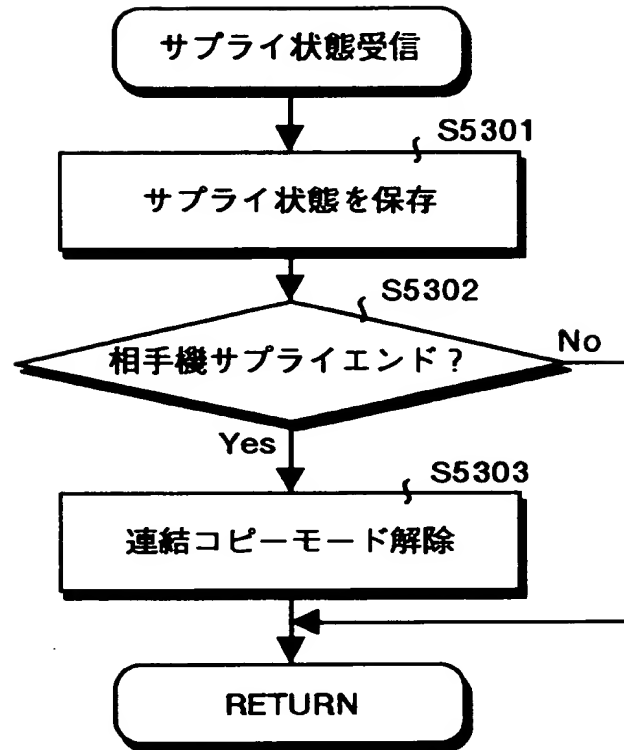 サプライ状態受信
S5301
サプライ状態を保存
S5302
相手機サプライエンド?
No
Yes
S5303
連結コピーモード解除
RETURN